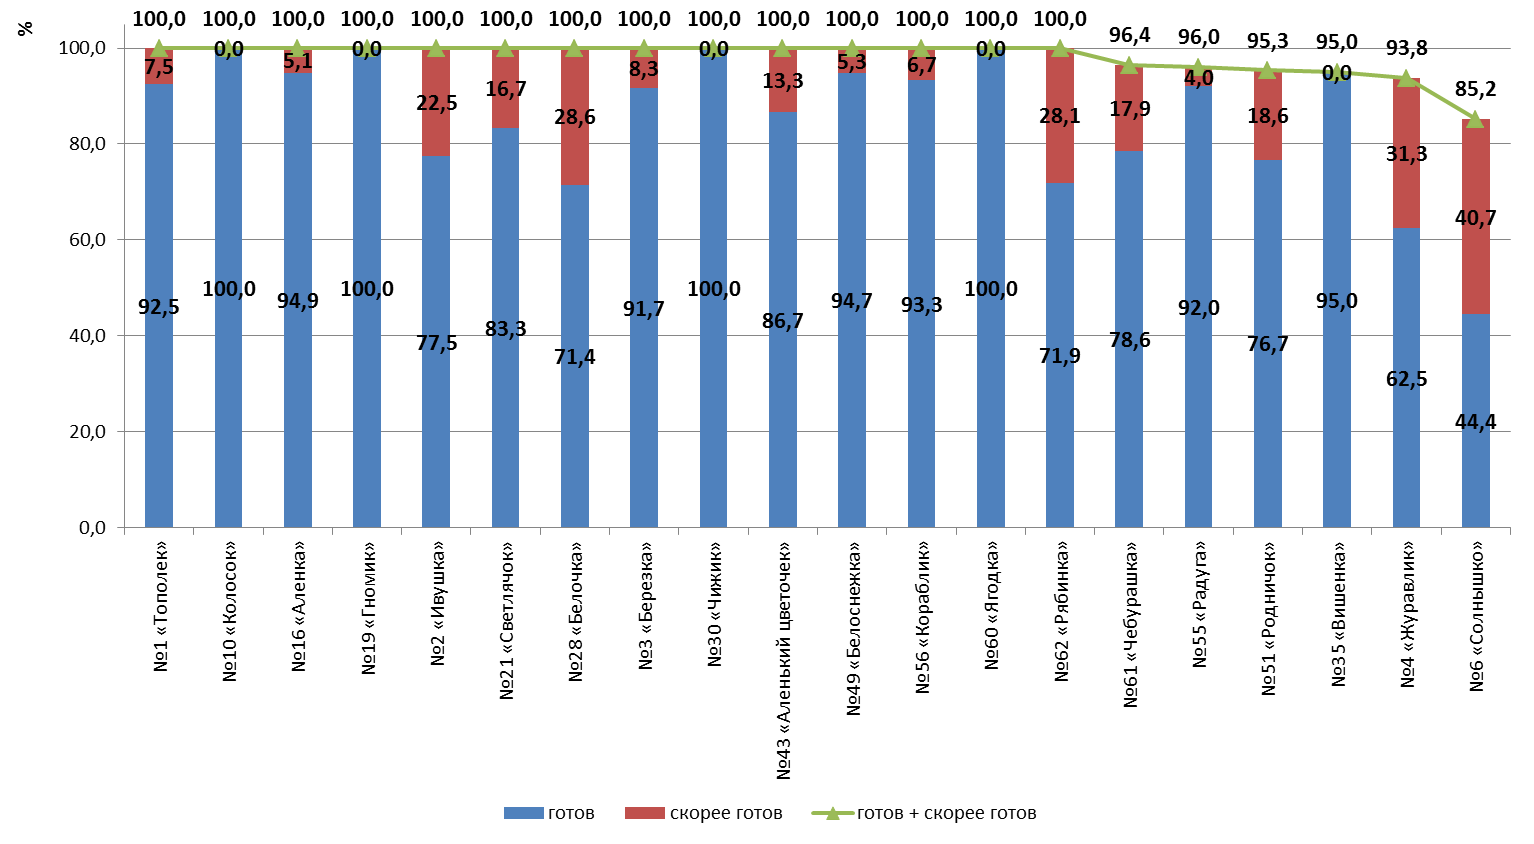 %
100,0 100,0 100,0 100,0 100,0 100,0 100,0 100,0 100,0 100,0 100,0 100,0 100,0 100,0 96,4 96,0 95,3 95,0 93,8 85,2
7,5 0,0 5,1 0,0 22,5 16,7 28,6 8,3 0,0 13,3 5,3 6,7 0,0 28,1 17,9 4,0 18,6 0,0 31,3 40,7
92,5 100,0 94,9 100,0 77,5 83,3 71,4 91,7 100,0 86,7 94,7 93,3 100,0 71,9 78,6 92,0 76,7 95,0 62,5 44,4
100,0
80,0
60,0
40,0
20,0
0,0
№1 «Тополек»
№10 «Колосок»
№16 «Аленка»
№19 «Гномик»
№2 «Ивушка»
№21 «Светлячок»
№28 «Белочка»
№3 «Березка»
№30 «Чижик»
№43 «Аленький цветочек»
№49 «Белоснежка»
№56 «Кораблик»
№60 «Ягодка»
№62 «Рябинка»
№61 «Чебурашка»
№55 «Радуга»
№51 «Родничок»
№35 «Вишенка»
№4 «Журавлик»
№6 «Солнышко»
готов скорее готов готов + скорее готов